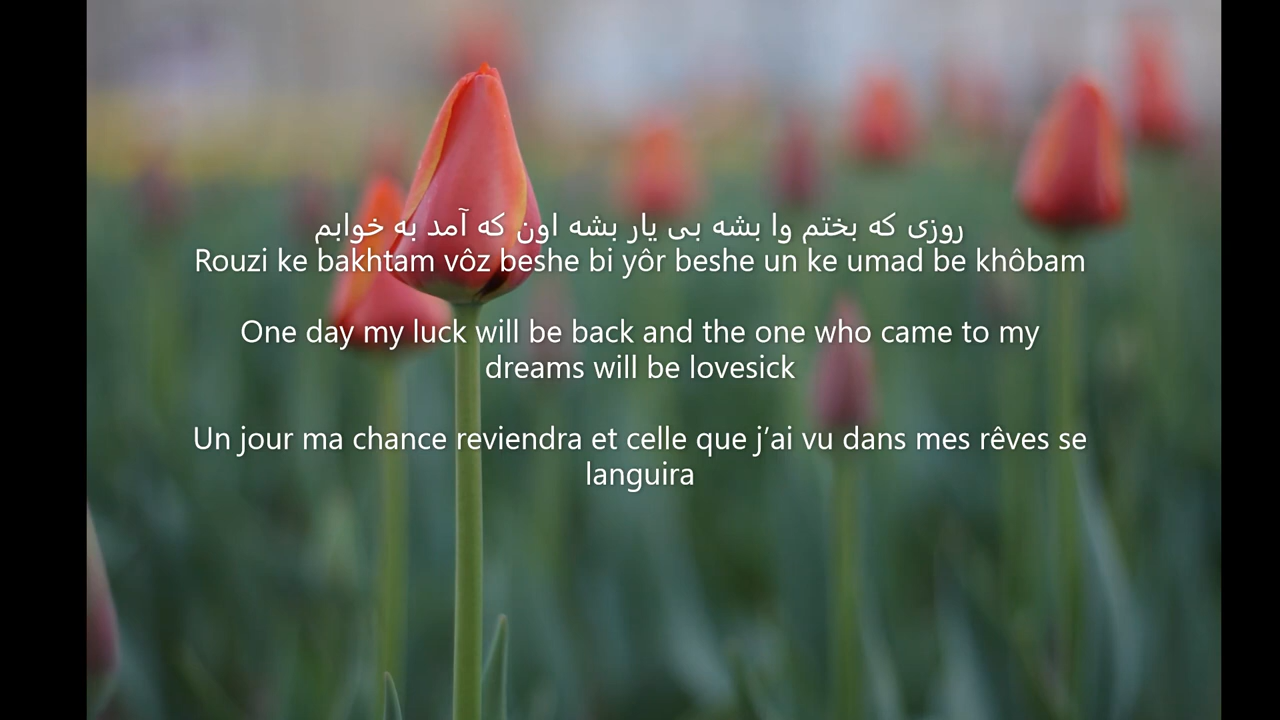 روزی که بختم وا بشه بی یار بشه اون که آمد به خوابم
Rouzi ke bakhtam vôz beshe bi yôr beshe un ke umad be khôbam
One day my luck will be back and the one who came to my
dreams will be lovesick
Un jour ma chance reviendra et celle que j’ai vu dans mes rêves se
languira